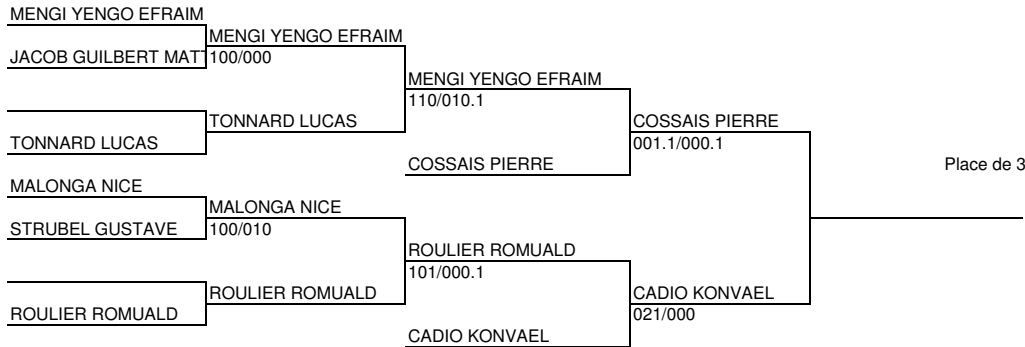 MENGI YENGO EFRAIM
MENGI YENGO EFRAIM
JACOB GUILBERT MAT
100/000
MENGI YENGO EFRAIM
110/010.1
TONNARD LUCAS
COSSAIS PIERRE
TONNARD LUCAS
001.1/000.1
COSSAIS PIERRE
Place de 3
MALONGA NICE
MALONGA NICE
STRUBEL GUSTAVE
100/010
ROULIER ROMUALD
101/000.1
ROULIER ROMUALD
CADIO KONVAEL
ROULIER ROMUALD
021/000
CADIO KONVAEL